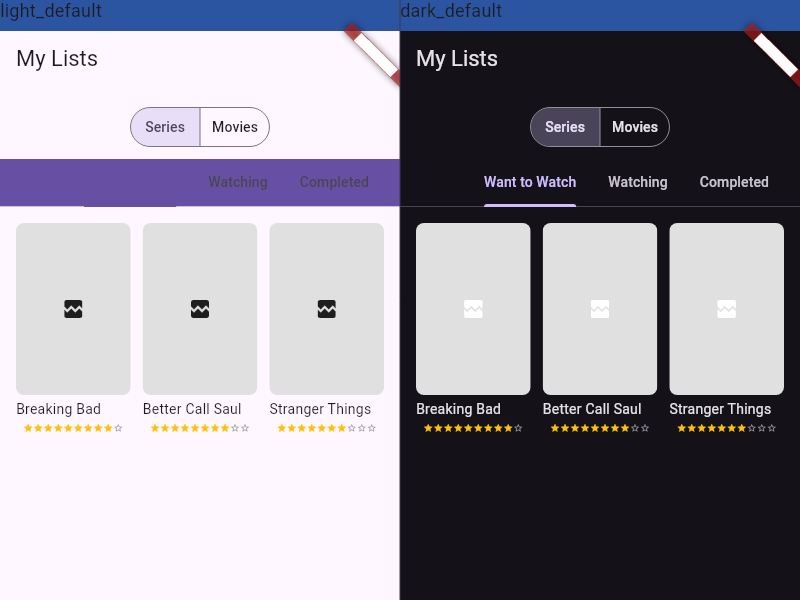 light_default
dark_default
My Lists
My Lists
Series Movies
Series Movies
Watching Completed
Want to Watch Watching Completed
Breaking Bad Better Call Saul Stranger Things
Breaking Bad Better Call Saul Stranger Things